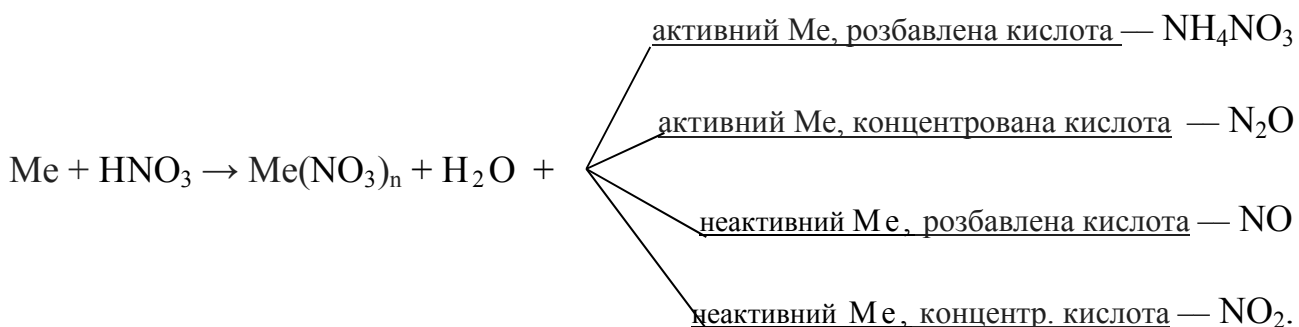 активний Ме, розбавлена кислота — NH₄NO₃
активний Ме, концентрована кислота — N₂O
Me + HNO₃ → Me(NO₃)ₙ + H₂O +
неактивний Ме, розбавлена кислота — NO
неактивний Ме, концентр. кислота — NO₂.